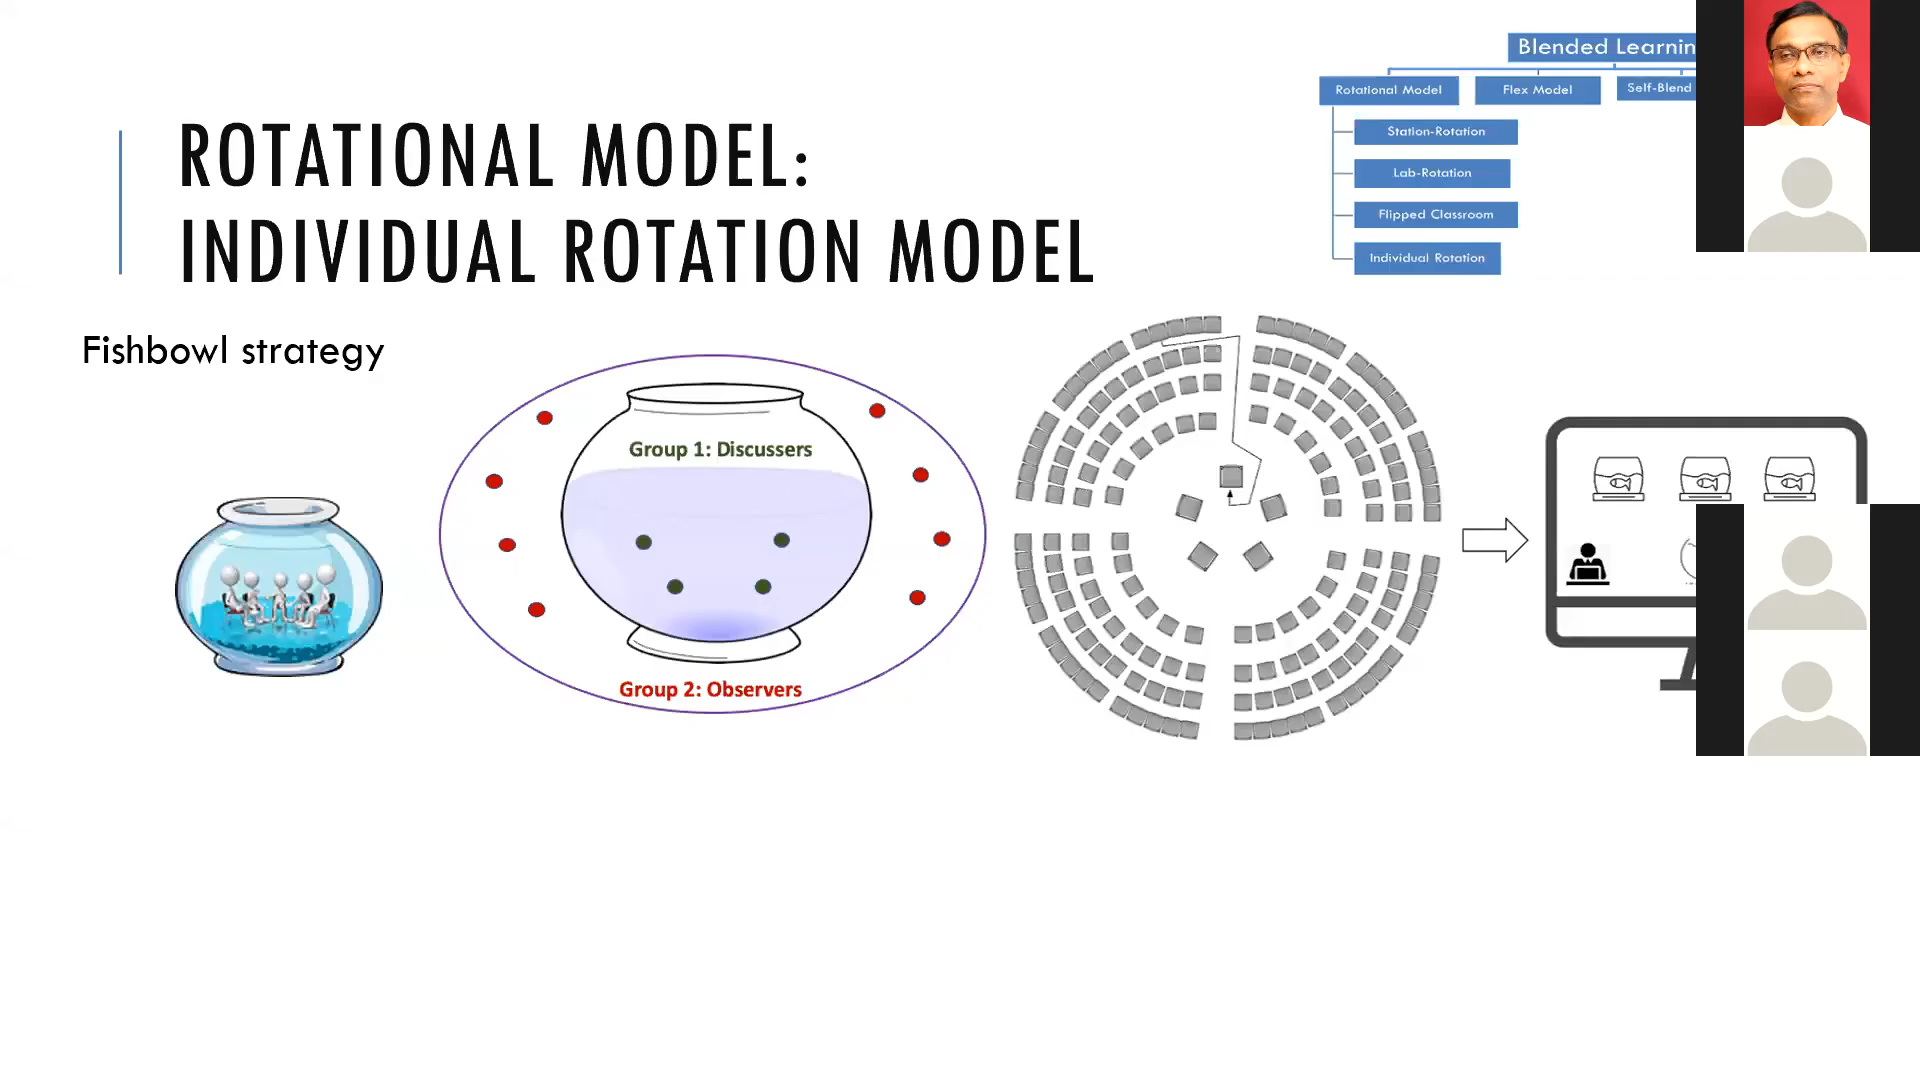 ROTATIONAL MODEL:
INDIVIDUAL ROTATION MODEL
Blended Learnin
Rotational Model
Flex Model
Self-Blend
Station-Rotation
Lab-Rotation
Flipped Classroom
Individual Rotation
Fishbowl strategy
Group 1: Discussers
Group 2: Observers